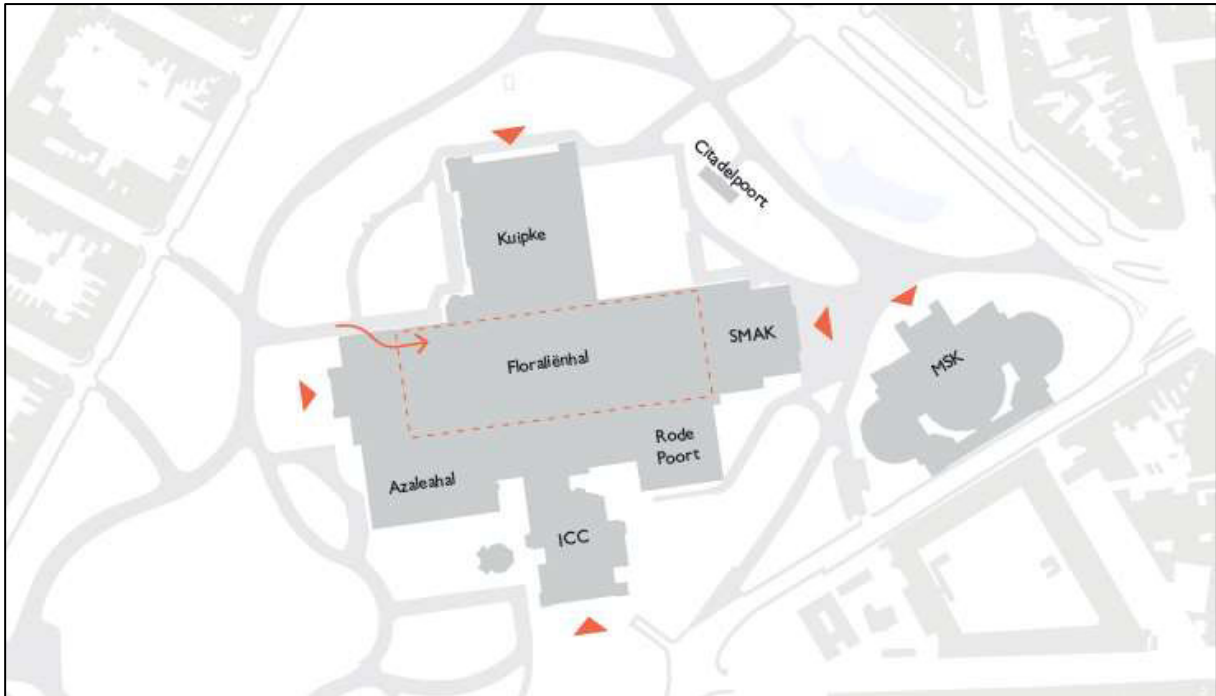 Citadelpoort
Kuipke
SMAK
Floraliënhal
MSK
Rode
Poort
Azaleahal
ICC